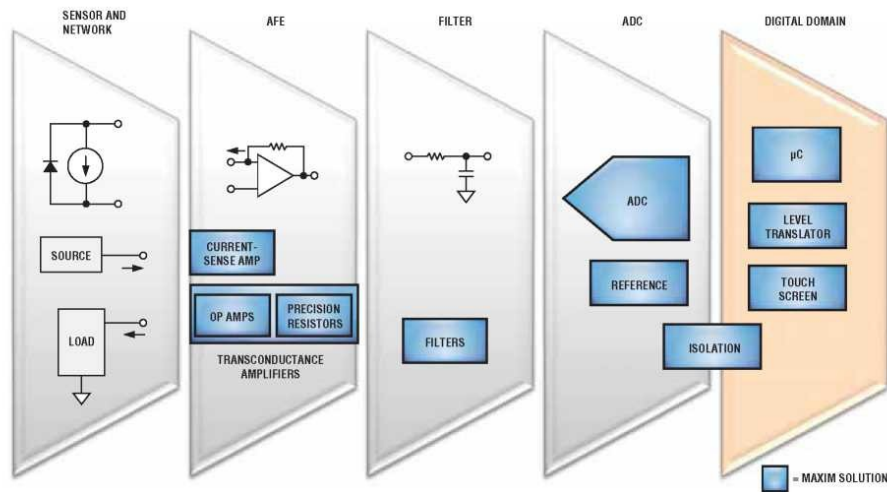 SENSOR AND
NETWORK
AFE
FILTER
ADC
DIGITAL DOMAIN
SOURCE
LOAD
CURRENT-
SENSE AMP
OP AMPS
PRECISION
RESISTORS
TRANSCONDUCTANCE
AMPLIFIERS
FILTERS
ADC
REFERENCE
ISOLATION
µC
LEVEL
TRANSLATOR
TOUCH
SCREEN
= MAXIM SOLUTION